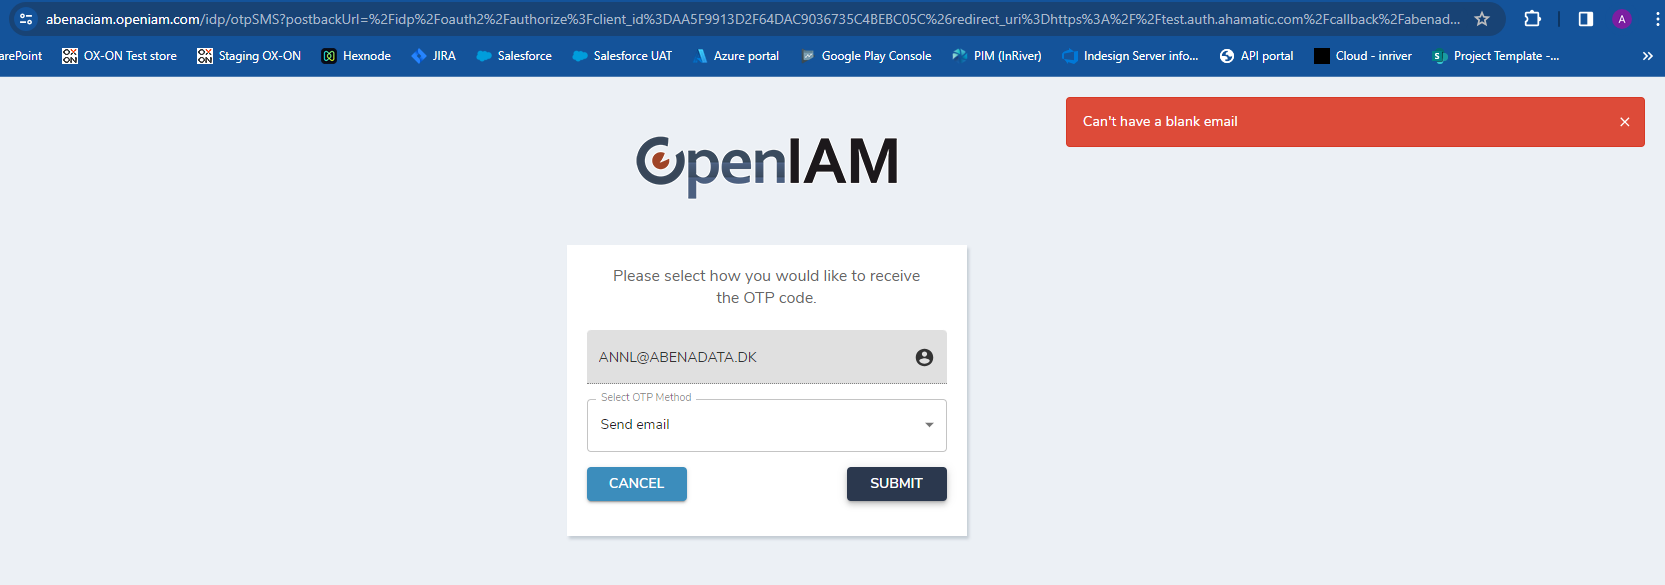 abenaciam.openiam.com/idp/otpSMS?postbackUrl=%2Fidp%2Foauth2%2Fauthorize%3Fclient_id%3DAA5F9913D2F64DAC9036735C4BEBC05C%26redirect_uri%3Dhttps%3A%2F%2Ftest.auth.ahamatic.com%2Fcallback%2Fabenad...
A
arePoint OX-ON Test store Staging OX-ON Hexnode JIRA Salesforce Salesforce UAT Azure portal Google Play Console PIM (InRiver) Indesign Server info... API portal Cloud - inriver Project Template -...
Can't have a blank email
OpenIAM
Please select how you would like to receive
the OTP code.
ANNL@ABENADATA.DK
Select OTP Method
Send email
CANCEL SUBMIT